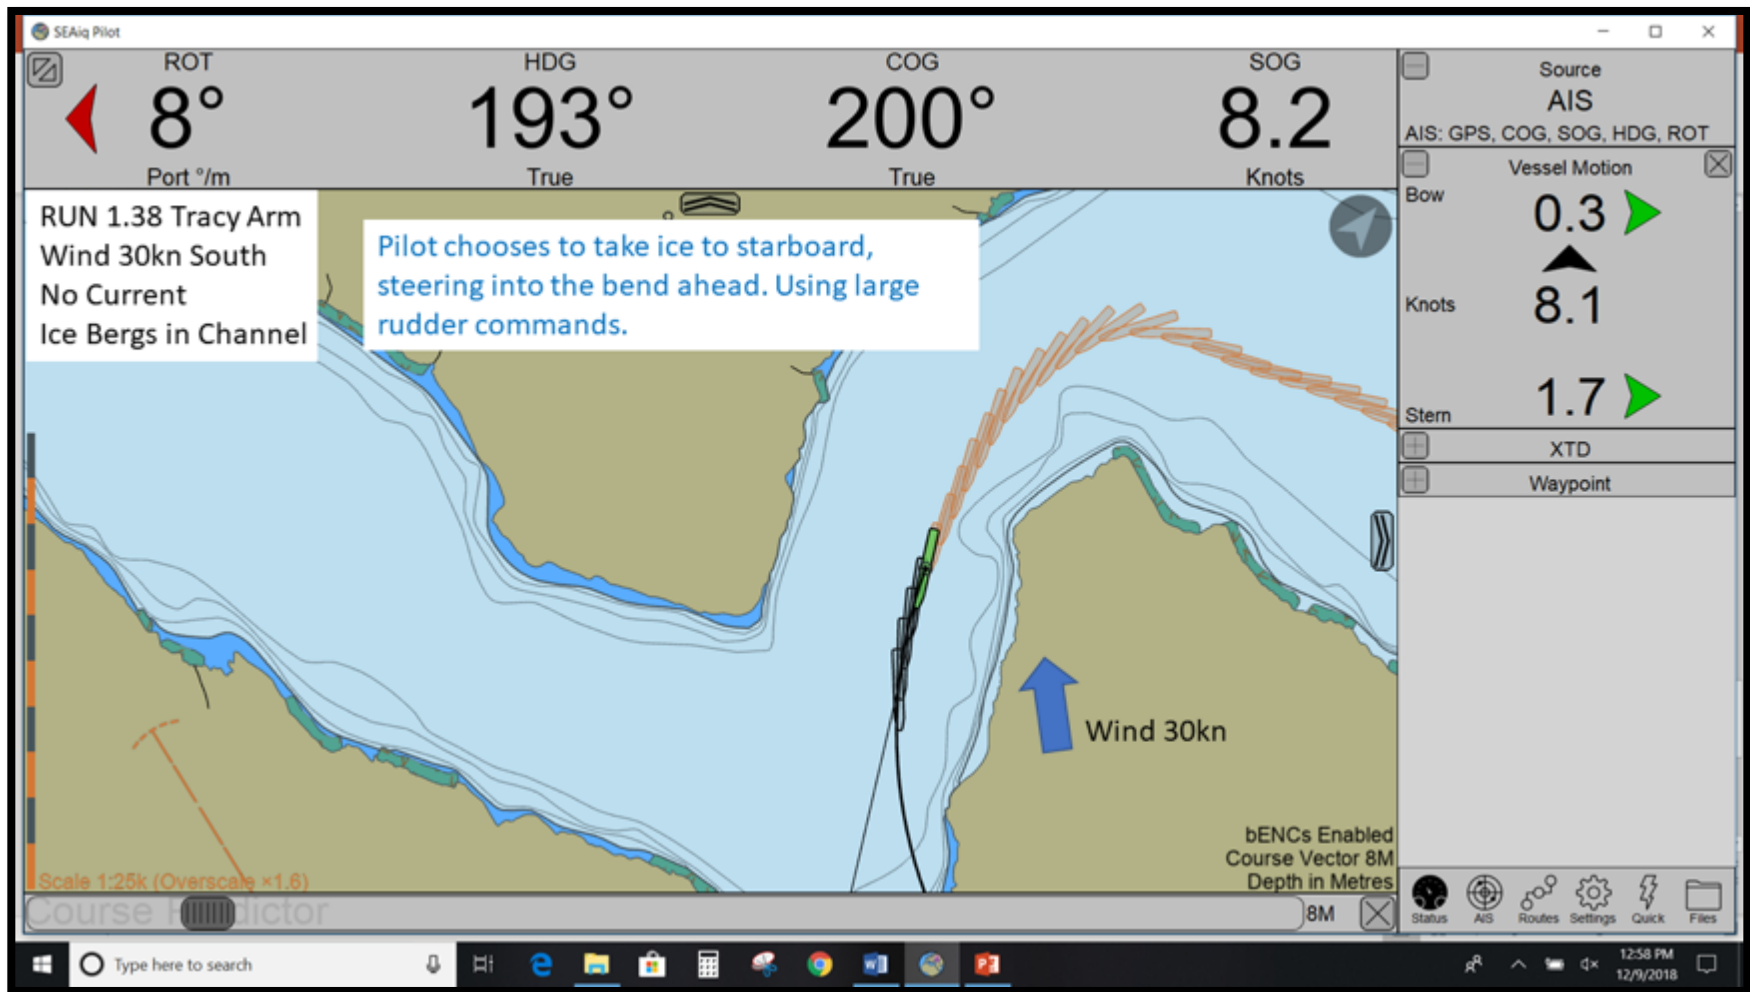 SEAiq Pilot
ROT
8°
Port °/m
HDG
193°
True
COG
200°
True
SOG
8.2
Knots
Source
AIS
AIS: GPS, COG, SOG, HDG, ROT
Vessel Motion
Bow
0.3
Knots
8.1
Stern
1.7
XTD
Waypoint
RUN 1.38 Tracy Arm
Wind 30kn South
No Current
Ice Bergs in Channel
Pilot chooses to take ice to starboard,
steering into the bend ahead. Using large
rudder commands.
Wind 30kn
bENCs Enabled
Course Vector 8M
Depth in Metres
Scale 1:25k (Overscale ×1.6)
Course Predictor
8M
Status
AIS
Routes
Settings
Quick
Files
Type here to search
12:58 PM
12/9/2018